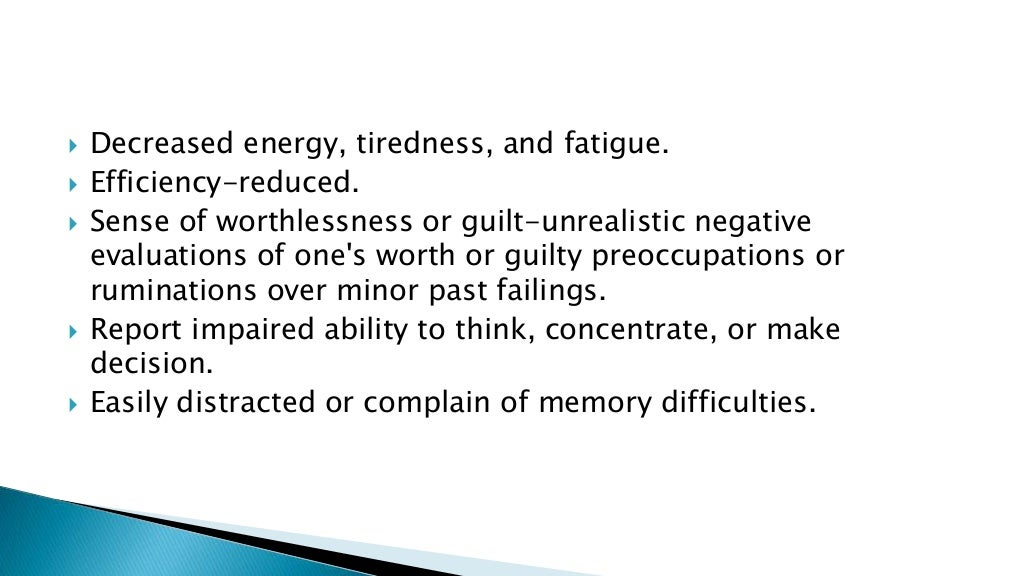 Decreased energy, tiredness, and fatigue.
Efficiency-reduced.
Sense of worthlessness or guilt-unrealistic negative
evaluations of one's worth or guilty preoccupations or
ruminations over minor past failings.
Report impaired ability to think, concentrate, or make
decision.
Easily distracted or complain of memory difficulties.